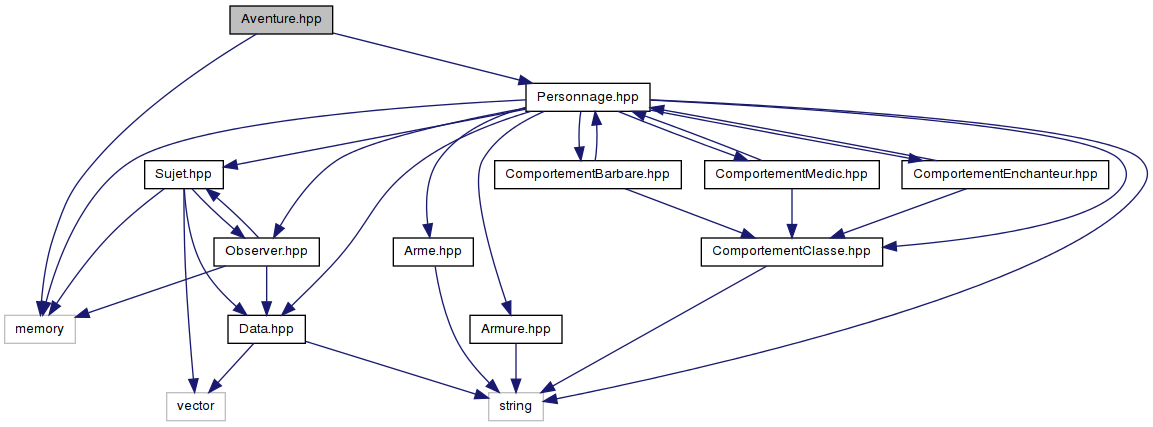 Aventure.hpp
Personnage.hpp
Sujet.hpp
ComportementBarbare.hpp
ComportementMedic.hpp
ComportementEnchanteur.hpp
Observer.hpp
Arme.hpp
ComportementClasse.hpp
memory
Data.hpp
Armure.hpp
vector
string